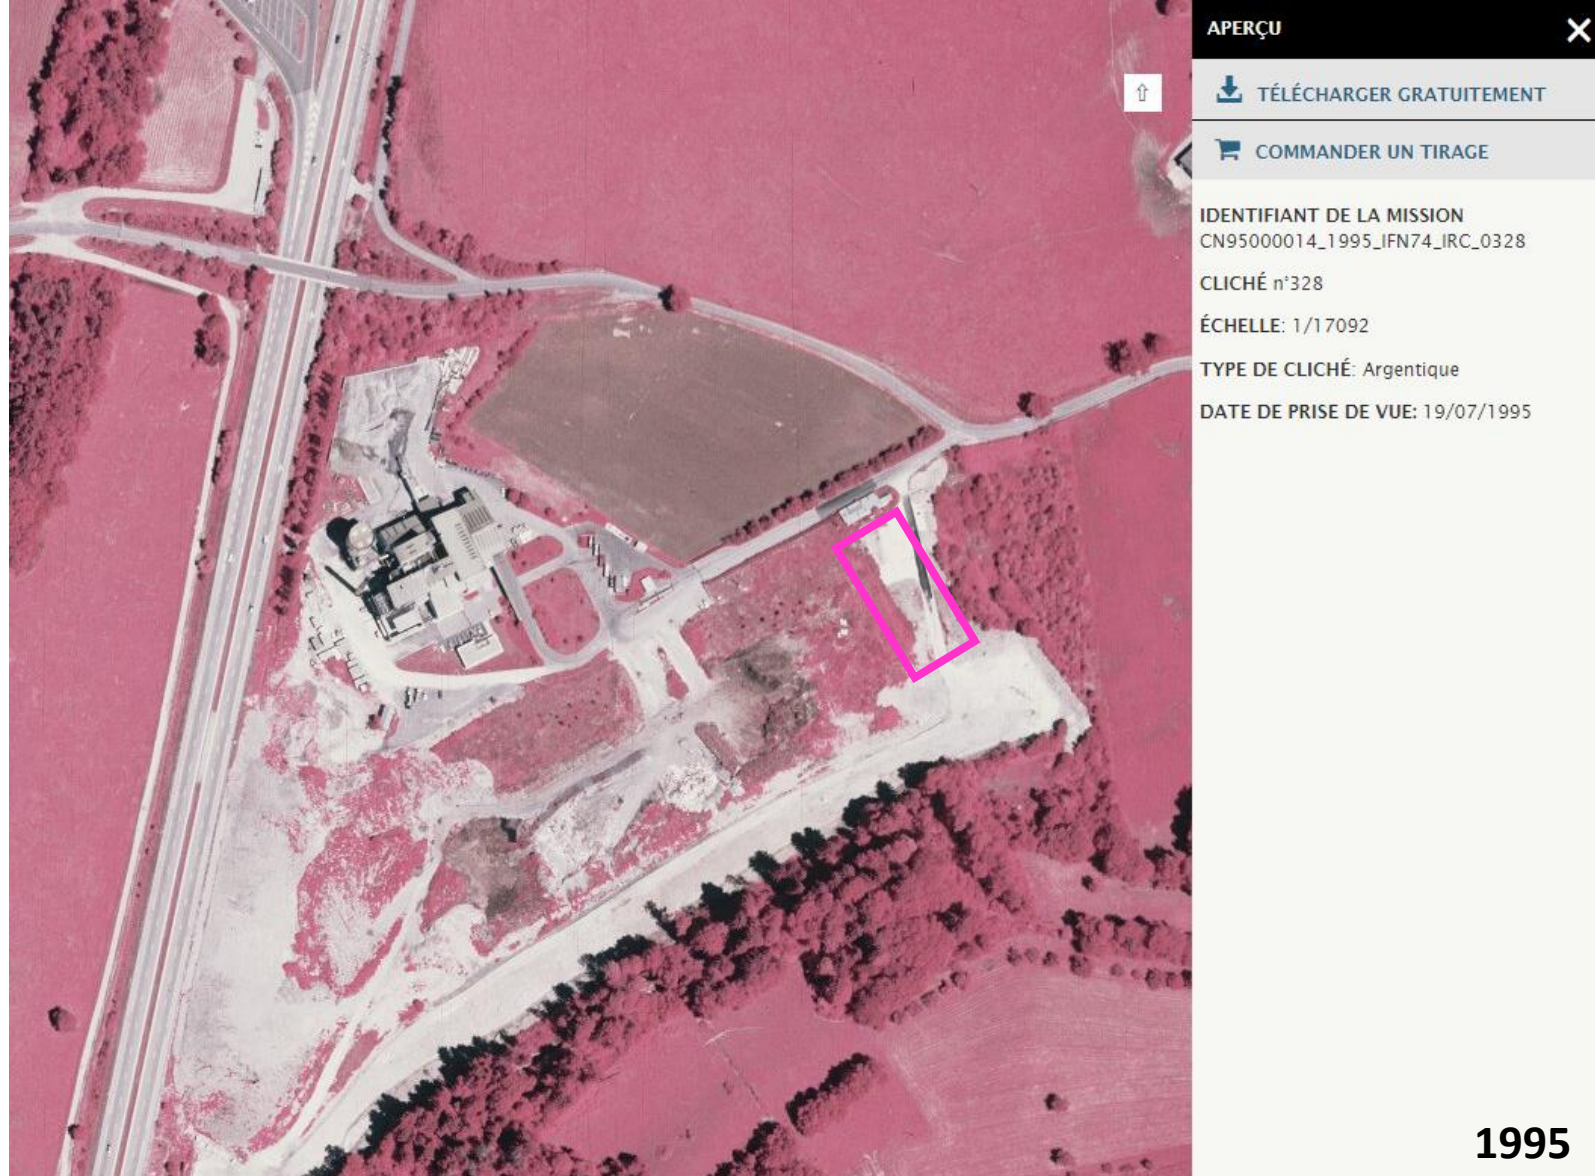 APERÇU
TÉLÉCHARGER GRATUITEMENT
COMMANDER UN TIRAGE
IDENTIFIANT DE LA MISSION
CN95000014_1995_IFN74_IRC_0328
CLICHÉ n°328
ÉCHELLE: 1/17092
TYPE DE CLICHÉ: Argentique
DATE DE PRISE DE VUE: 19/07/1995
1995